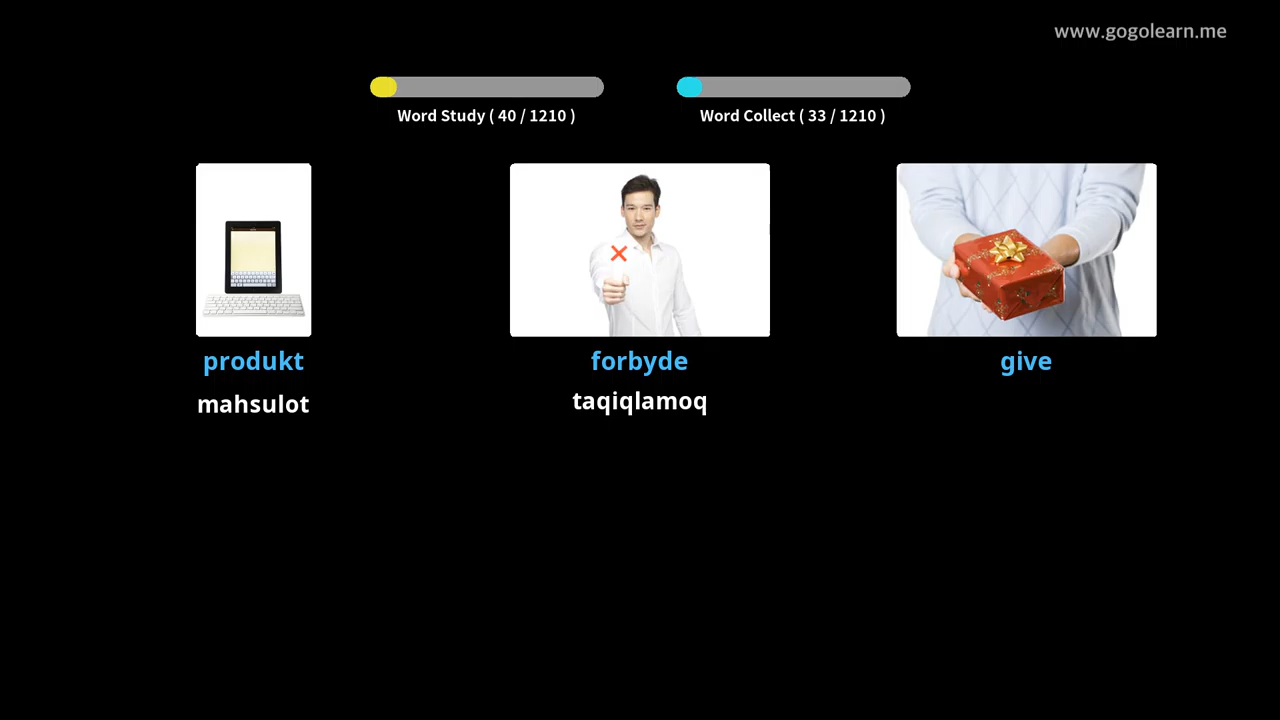 www.gogolearn.me
Word Study ( 40 / 1210 )
Word Collect ( 33 / 1210 )
produkt
forbyde
give
mahsulot
taqiqlamoq